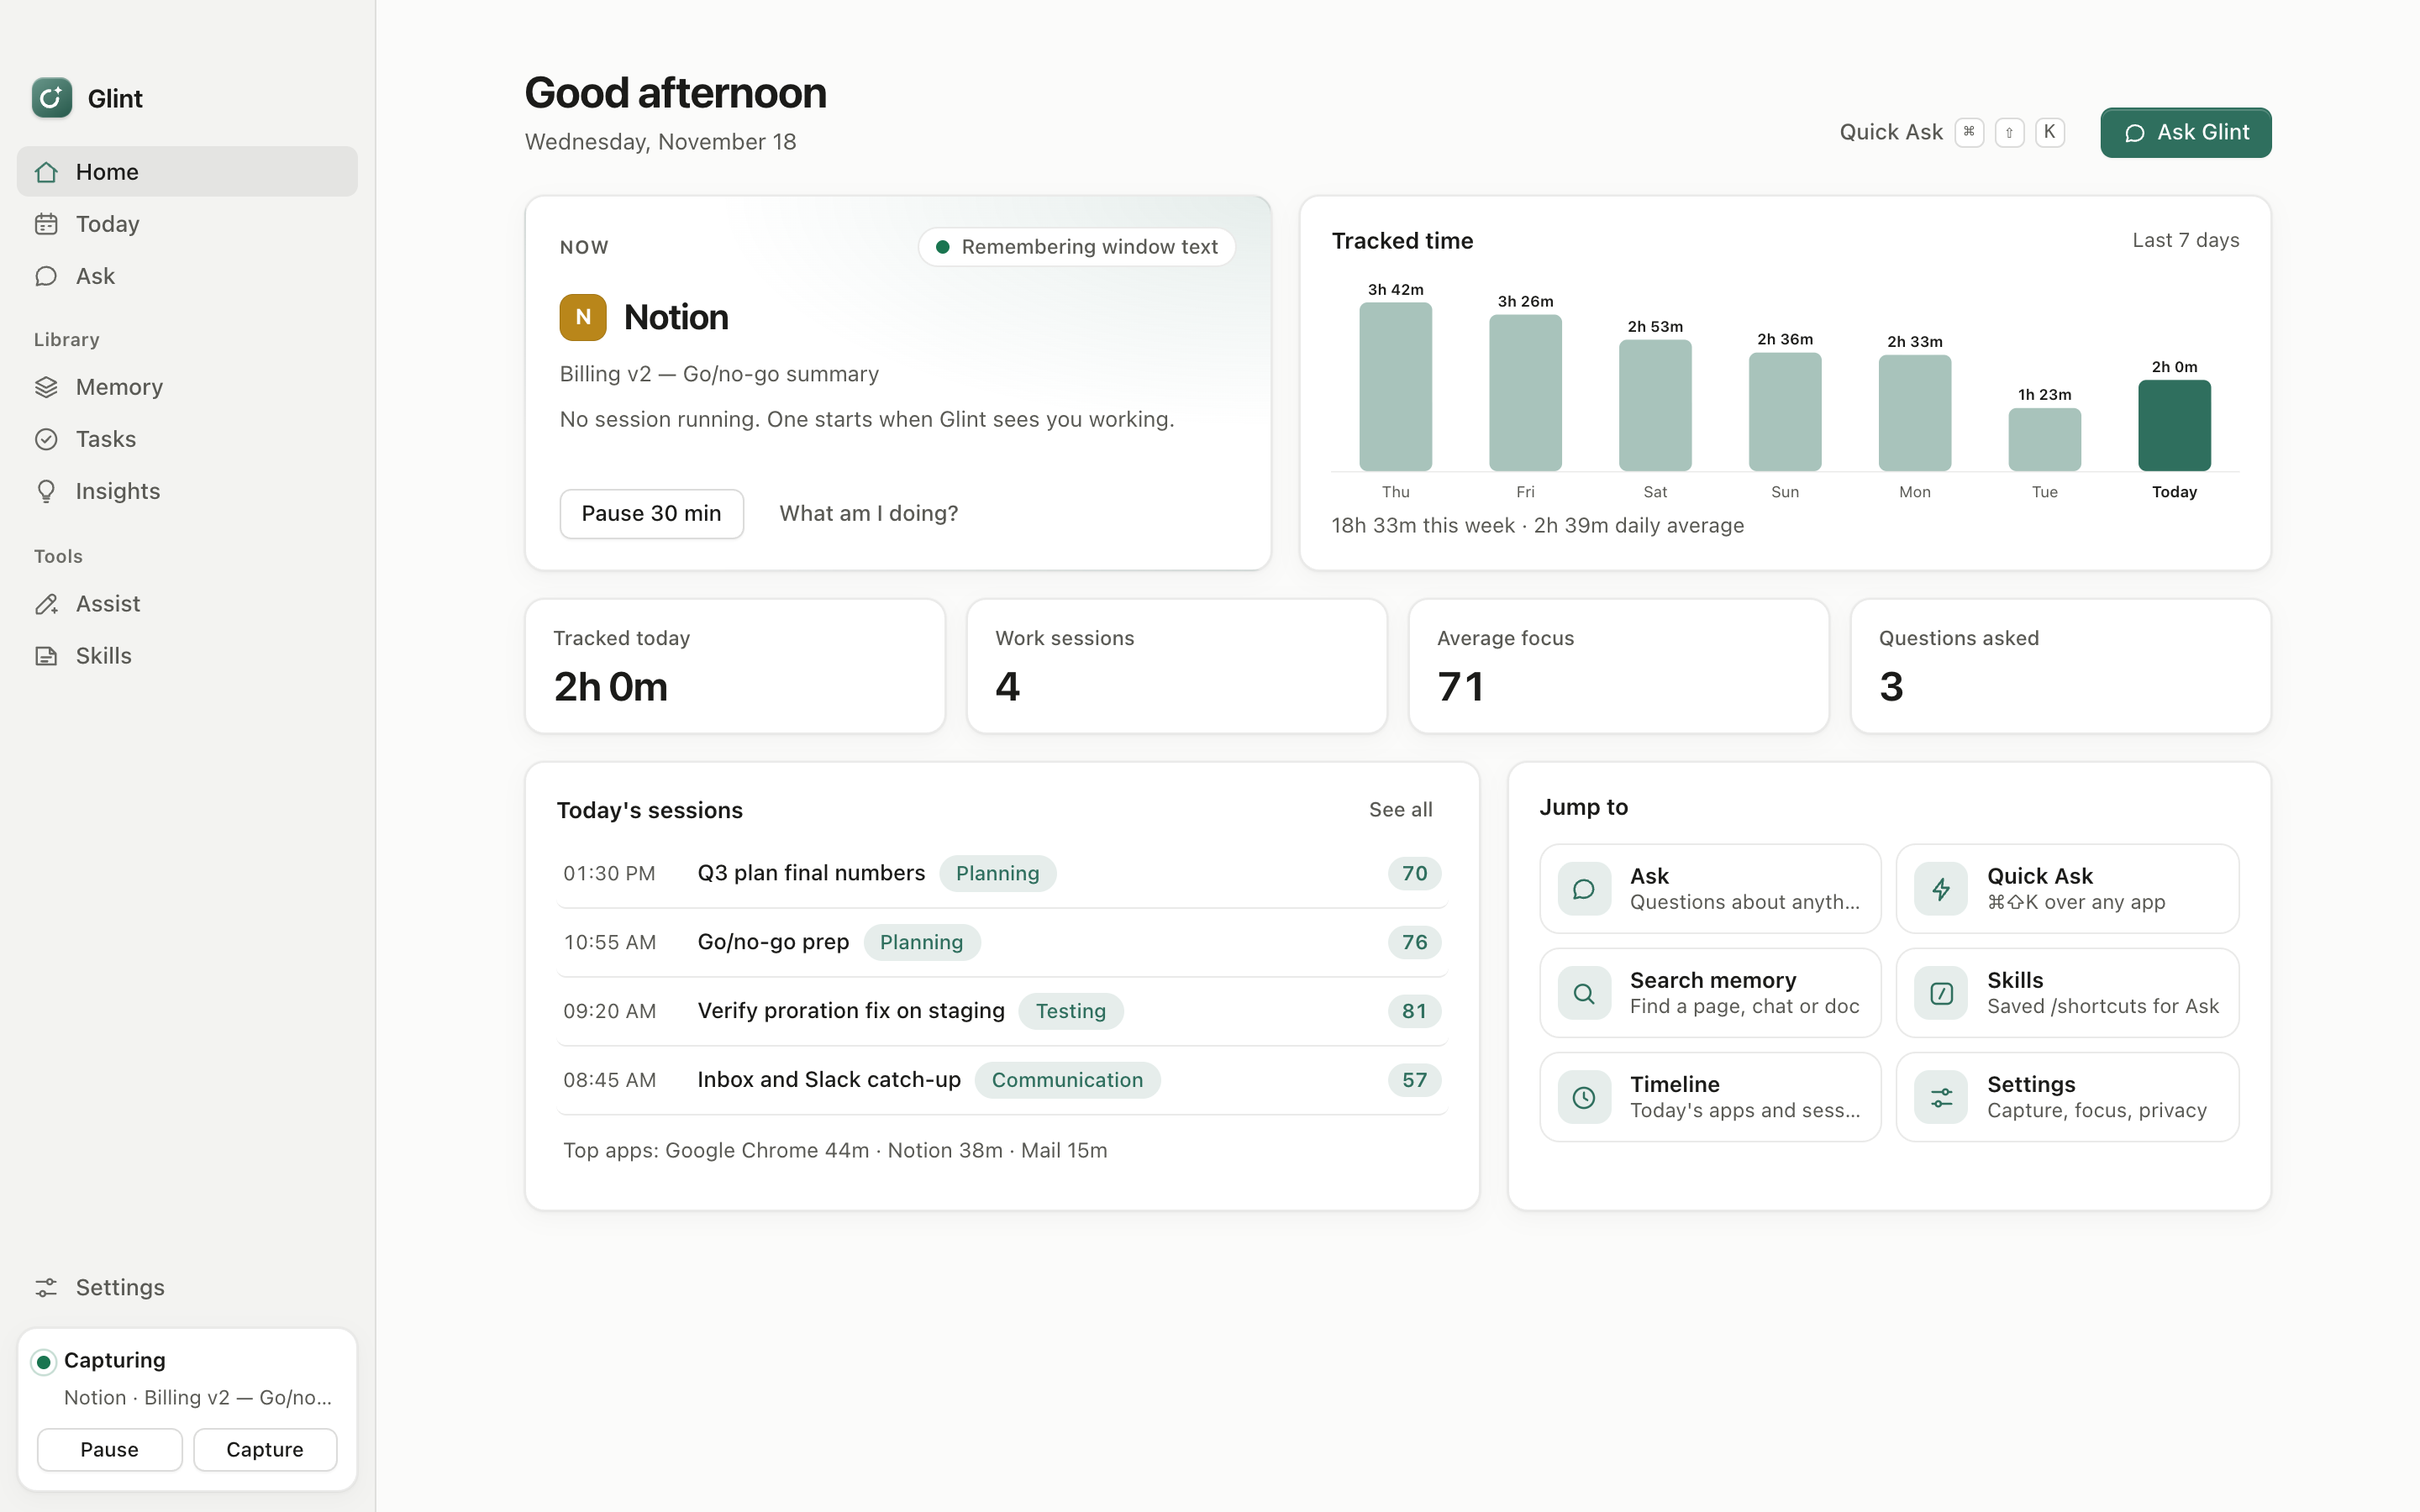 Glint
Home
Today
Ask
Library
Memory
Tasks
Insights
Tools
Assist
Skills
Settings
Capturing
Notion · Billing v2 — Go/no...
Pause
Capture
Good afternoon
Wednesday, November 18
Quick Ask ⌘ ⇧ K
Ask Glint
NOW
Remembering window text
N
Notion
Billing v2 — Go/no-go summary
No session running. One starts when Glint sees you working.
Pause 30 min
What am I doing?
Tracked time
Last 7 days
3h 42m
3h 26m
2h 53m
2h 36m
2h 33m
1h 23m
2h 0m
Thu
Fri
Sat
Sun
Mon
Tue
Today
18h 33m this week · 2h 39m daily average
Tracked today
2h 0m
Work sessions
4
Average focus
71
Questions asked
3
Today's sessions
See all
01:30 PM Q3 plan final numbers Planning 70
10:55 AM Go/no-go prep Planning 76
09:20 AM Verify proration fix on staging Testing 81
08:45 AM Inbox and Slack catch-up Communication 57
Top apps: Google Chrome 44m · Notion 38m · Mail 15m
Jump to
Ask
Questions about anyth...
Quick Ask
⌘⇧K over any app
Search memory
Find a page, chat or doc
Skills
Saved /shortcuts for Ask
Timeline
Today's apps and sess...
Settings
Capture, focus, privacy